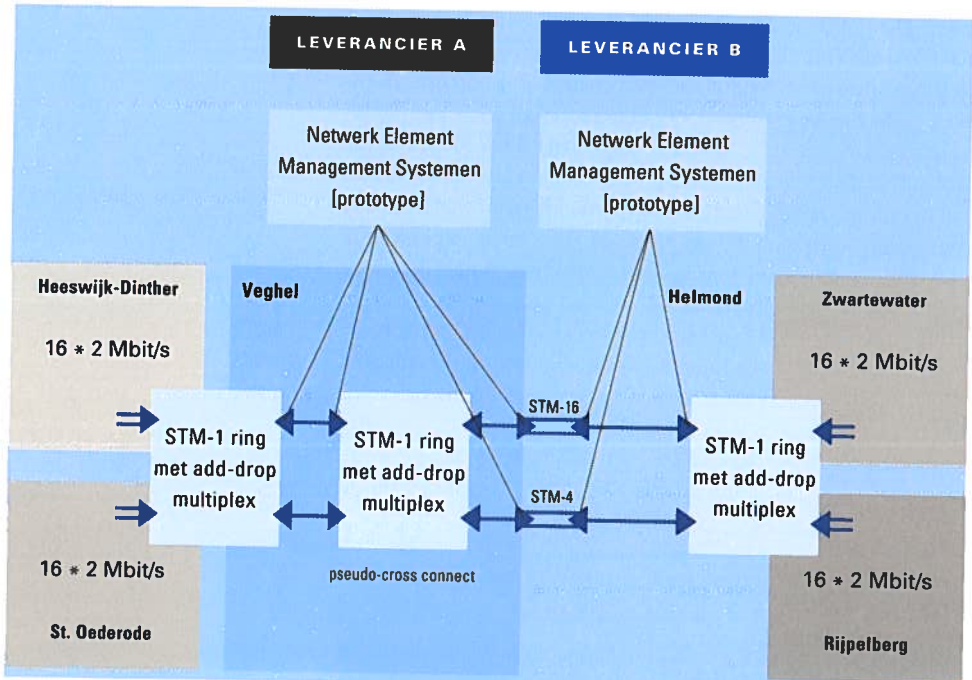 LEVERANCIER A
LEVERANCIER B
Netwerk Element
Management Systemen
[prototype]
Netwerk Element
Management Systemen
[prototype]
Heeswijk-Dinther
16 * 2 Mbit/s
Veghel
Helmond
Zwartewater
16 * 2 Mbit/s
STM-1 ring
met add-drop
multiplex
STM-1 ring
met add-drop
multiplex
STM-16
STM-4
STM-1 ring
met add-drop
multiplex
16 * 2 Mbit/s
St. Oederode
pseudo-cross connect
16 * 2 Mbit/s
Rijpelberg